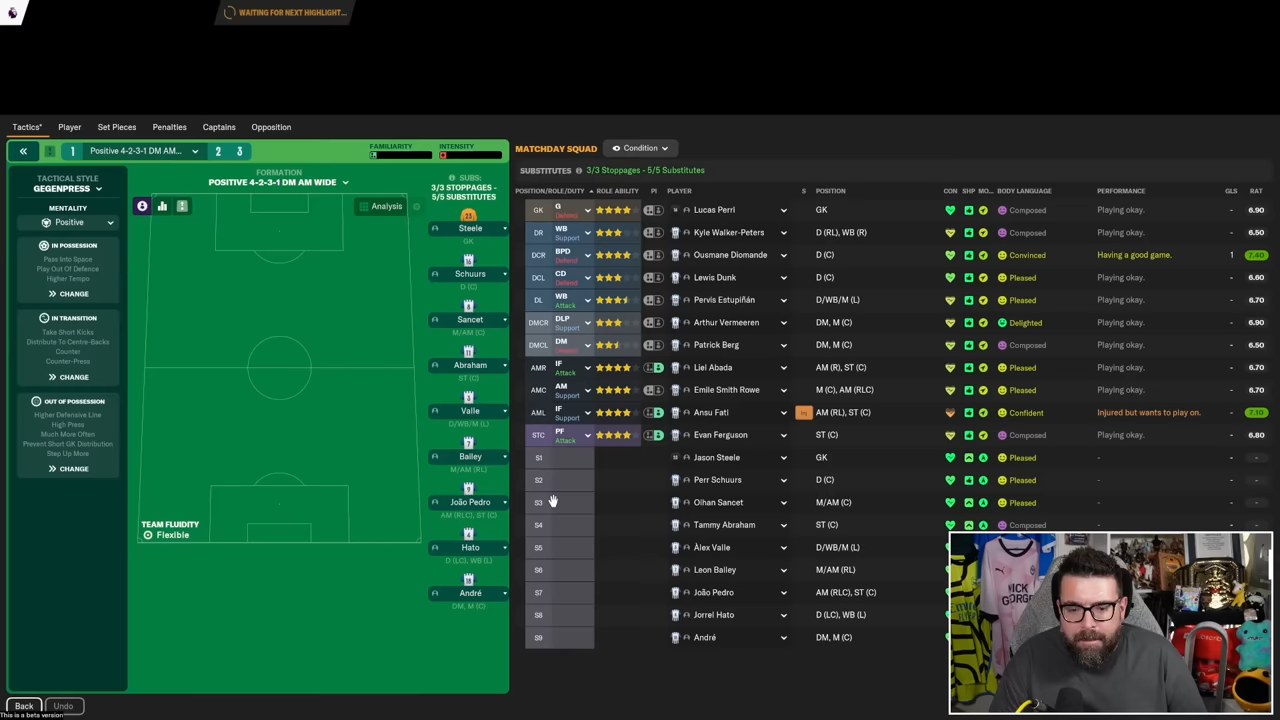 WAITING FOR NEXT HIGHLIGHT...
Tactics* Player Set Pieces Penalties Captains Opposition
1 Positive 4-2-3-1 DM AM... 2 3
FAMILIARITY INTENSITY
TACTICAL STYLE
GEGENPRESS
MENTALITY
Positive
IN POSSESSION
Pass Into Space
Play Out Of Defence
Higher Tempo
CHANGE
IN TRANSITION
Take Short Kicks
Distribute To Centre-Backs
Counter
Counter-Press
CHANGE
OUT OF POSSESSION
Higher Defensive Line
High Press
Much More Often
Prevent Short GK Distribution
Step Up More
CHANGE
FORMATION
POSITIVE 4-2-3-1 DM AM WIDE
Analysis
TEAM FLUIDITY
Flexible
SUBS:
3/3 STOPPAGES -
5/5 SUBSTITUTES
23
Steele
GK
Schuurs
D (C)
Sancet
M/AM (C)
11
Abraham
ST (C)
Valle
D/WB/M (L)
7
Bailey
M/AM (RL)
9
João Pedro
AM (RLC), ST (C)
4
Hato
D (LC), WB (L)
André
DM, M (C)
MATCHDAY SQUAD Condition
SUBSTITUTES 3/3 Stoppages - 5/5 Substitutes
POSITION/ROLE/DUTY ROLE ABILITY PI PLAYER S POSITION CON SHP MO... BODY LANGUAGE PERFORMANCE GLS RAT
GK G Defend Lucas Perri GK Composed Playing okay. - 6.90
DR WB Support Kyle Walker-Peters D (RL), WB (R) Composed Playing okay. - 6.50
DCR BPD Defend Ousmane Diomande D (C) Convinced Having a good game. 1 7.40
DCL CD Defend Lewis Dunk D (C) Pleased Playing okay. - 6.60
DL WB Attack Pervis Estupiñán D/WB/M (L) Pleased Playing okay. - 6.70
DMCR DLP Support Arthur Vermeeren DM, M (C) Delighted Playing okay. - 6.90
DMCL DM Patrick Berg DM, M (C) Composed Playing okay. - 6.50
AMR IF Attack Liel Abada AM (R), ST (C) Pleased Playing okay. - 6.70
AMC AM Support Emile Smith Rowe M (C), AM (RLC) Pleased Playing okay. - 6.70
AML IF Support Ansu Fati Inj AM (RL), ST (C) Confident Injured but wants to play on. - 7.10
STC PF Attack Evan Ferguson ST (C) Composed Playing okay. - 6.80
S1 Jason Steele GK Pleased - - -
S2 Perr Schuurs D (C) Pleased - - -
S3 Oihan Sancet M/AM (C) Pleased - - -
S4 Tammy Abraham ST (C) Composed - - -
S5 Àlex Valle D/WB/M (L)
S6 Leon Bailey M/AM (RL)
S7 João Pedro AM (RLC), ST (C)
S8 Jorrel Hato D (LC), WB (L)
S9 André DM, M (C)
Back Undo
This is a beta version